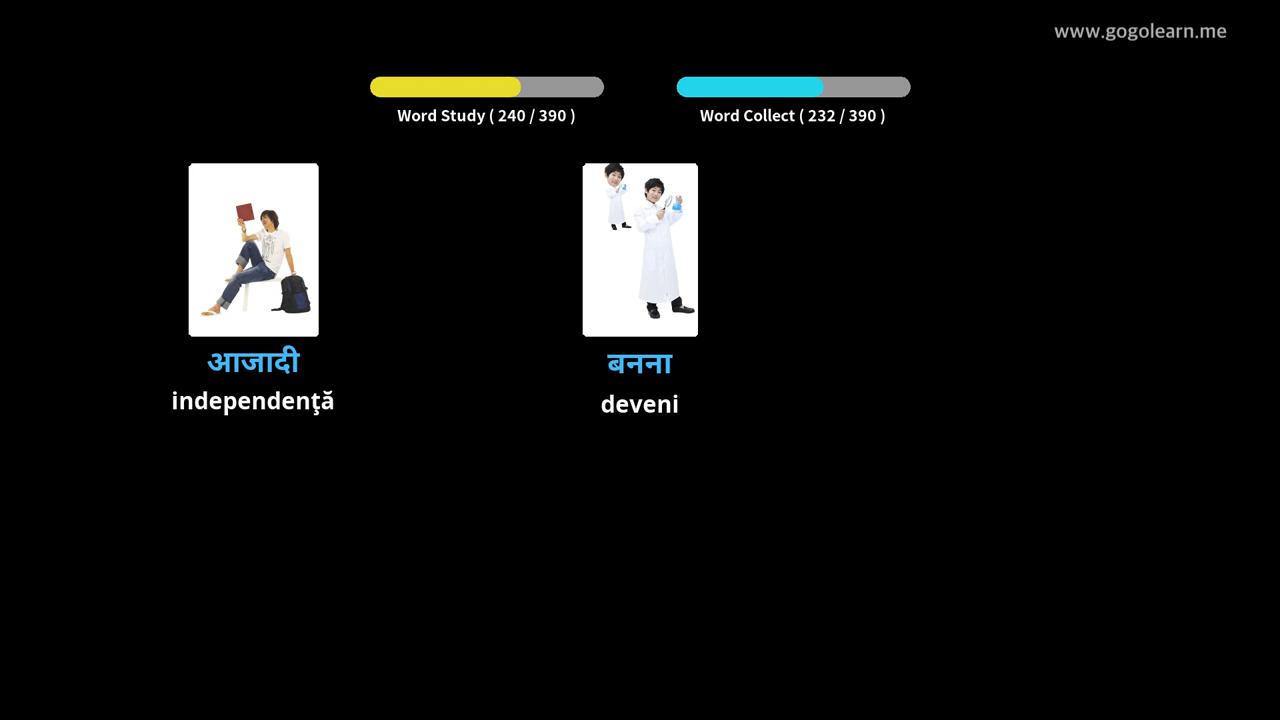 www.gogolearn.me
Word Study ( 240 / 390 )
Word Collect ( 232 / 390 )
आजादी
independenţă
बनना
deveni